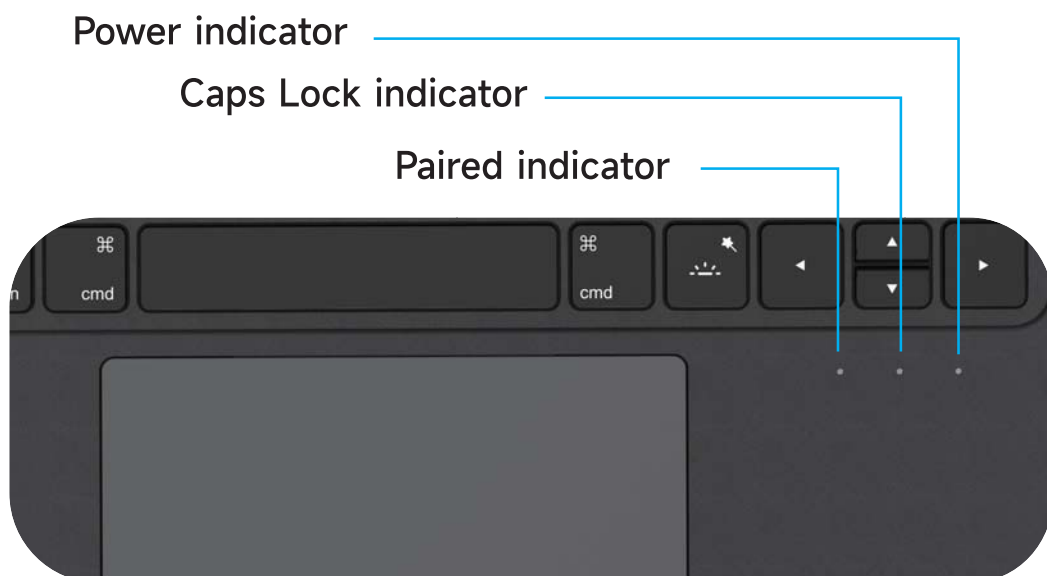 Power indicator
Caps Lock indicator
Paired indicator
⌘ ⌘
n cmd cmd